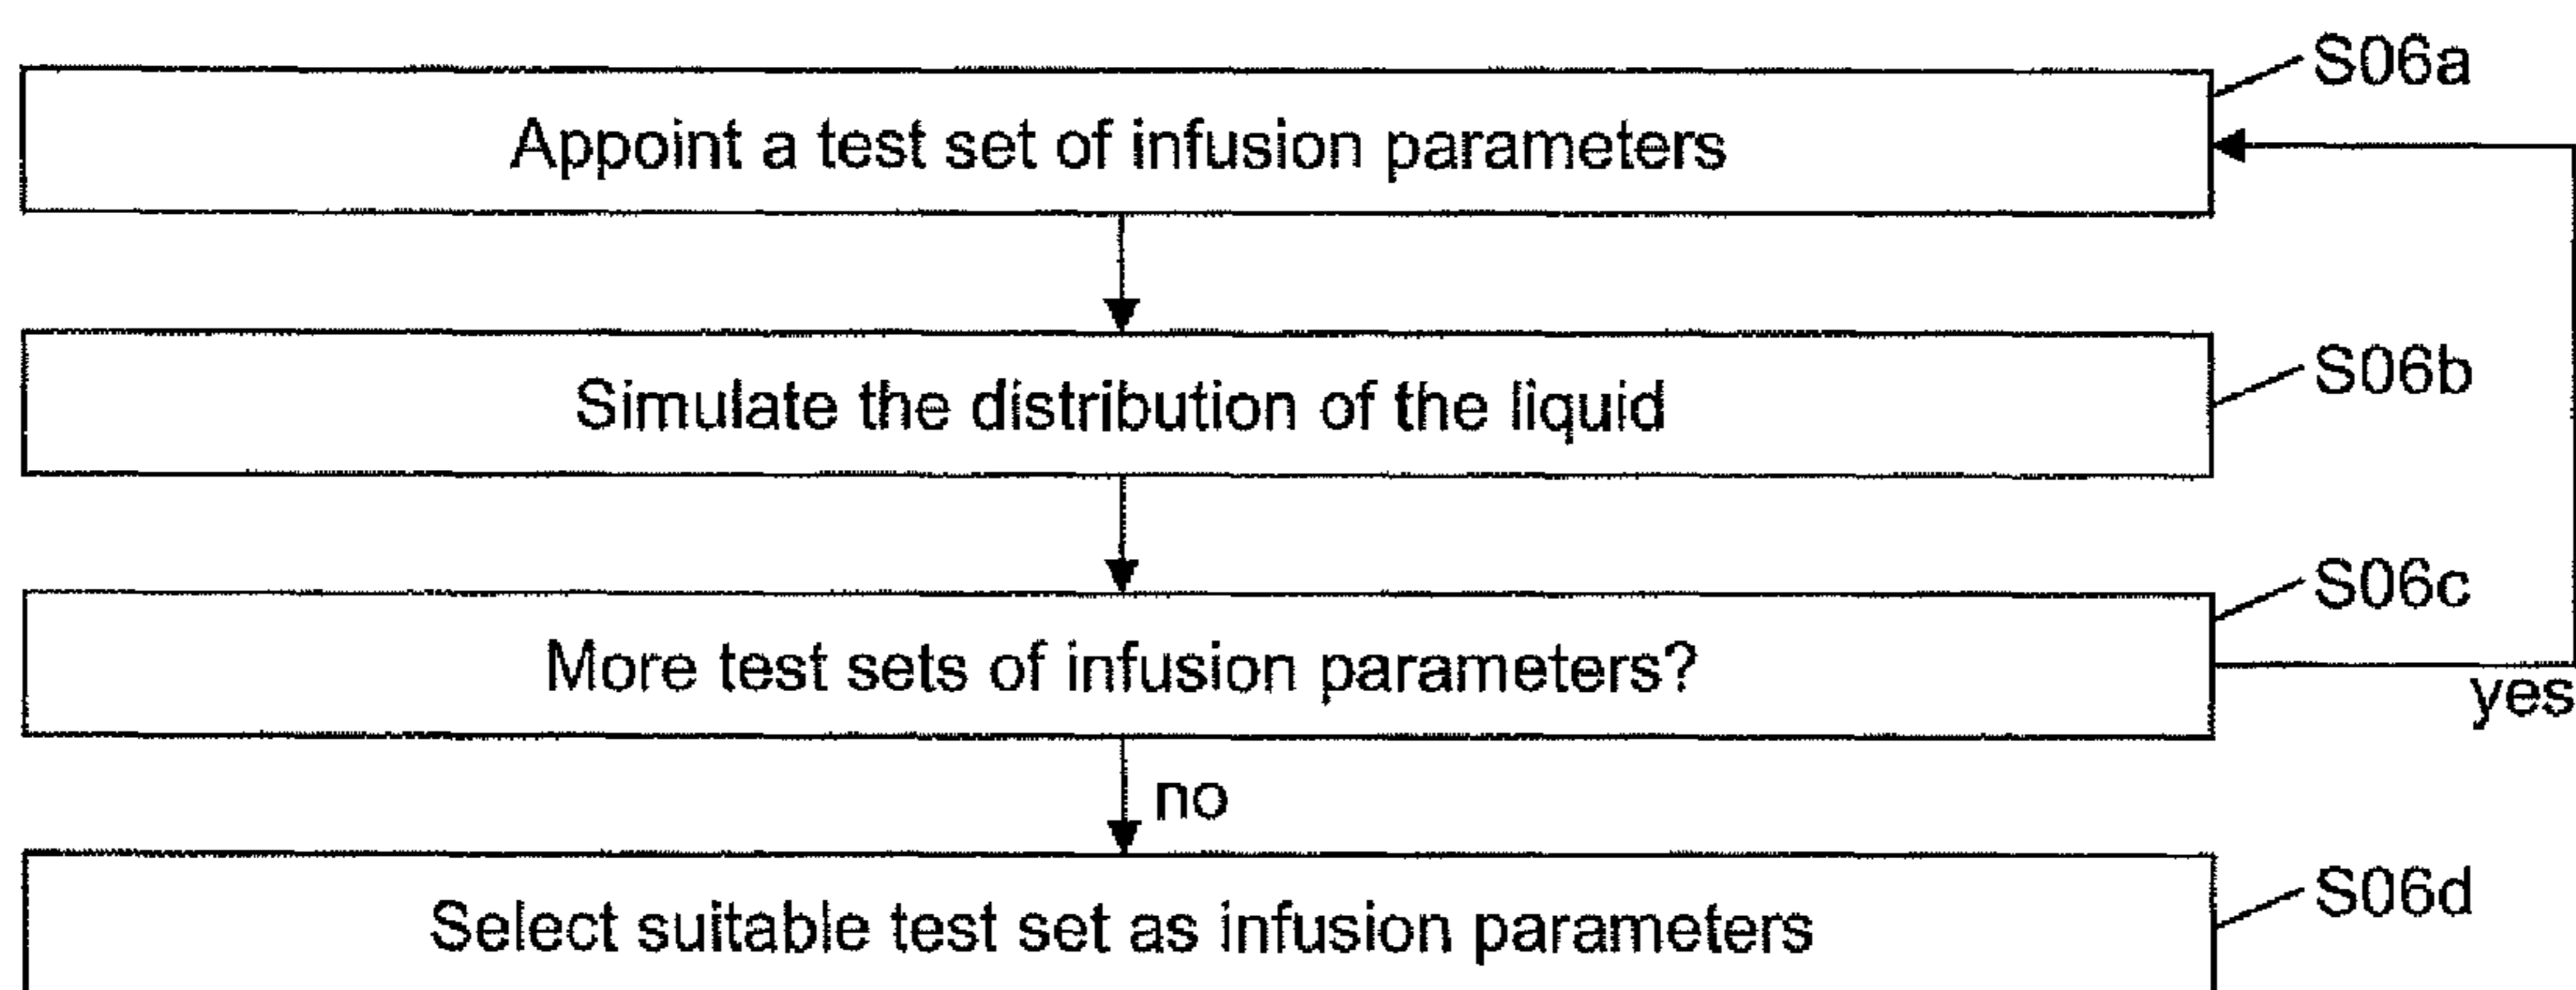 S06a
Appoint a test set of infusion parameters
S06b
Simulate the distribution of the liquid
S06c
More test sets of infusion parameters?
yes
no
S06d
Select suitable test set as infusion parameters